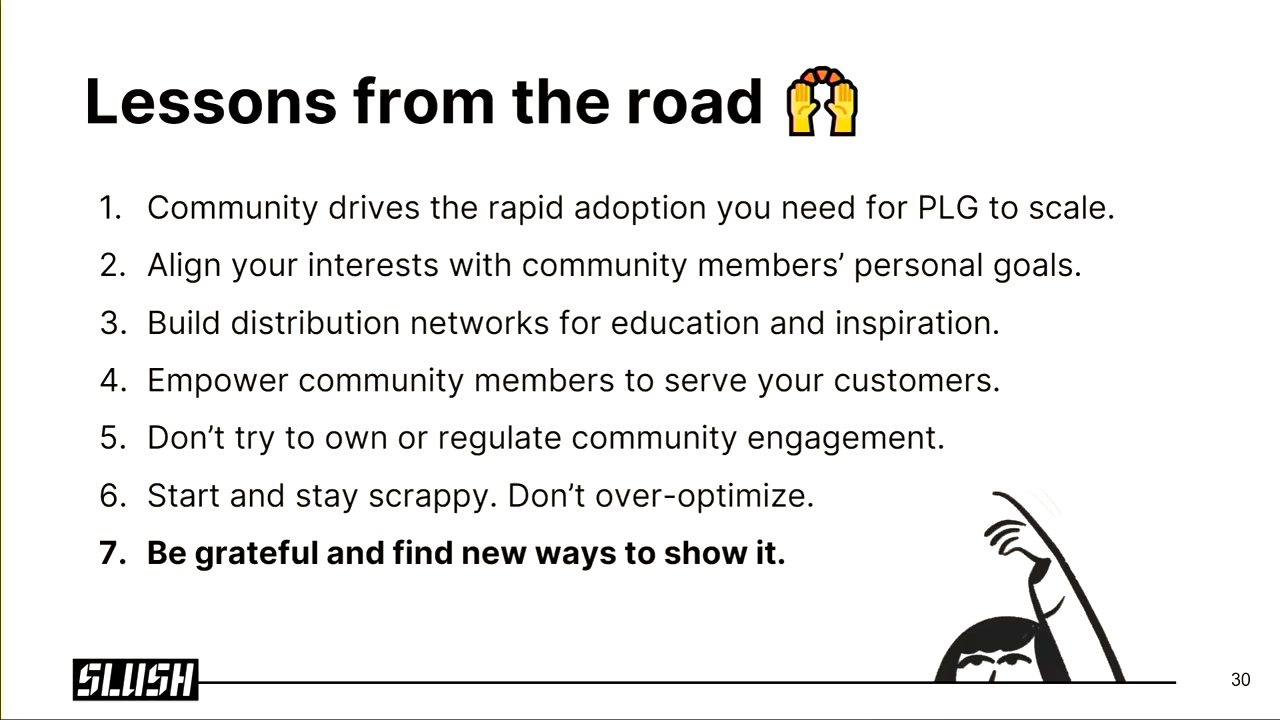 Lessons from the road 🙌
1. Community drives the rapid adoption you need for PLG to scale.
2. Align your interests with community members’ personal goals.
3. Build distribution networks for education and inspiration.
4. Empower community members to serve your customers.
5. Don’t try to own or regulate community engagement.
6. Start and stay scrappy. Don’t over-optimize.
7. Be grateful and find new ways to show it.
SLUSH
30